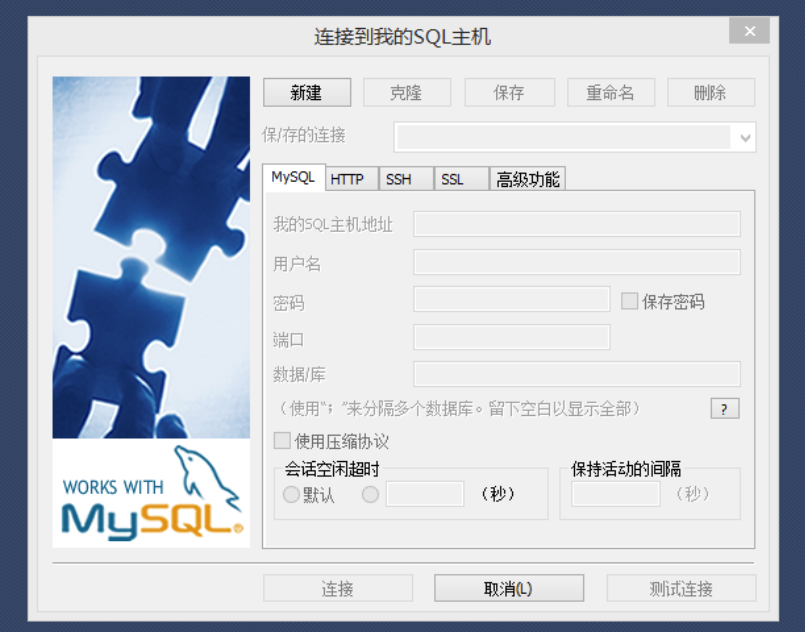 连接到我的SQL主机
新建 克隆 保存 重命名 删除
保/存的连接
MySQL HTTP SSH SSL 高级功能
我的SQL主机地址
用户名
密码 保存密码
端口
数据/库
（使用“；”来分隔多个数据库。留下空白以显示全部） ?
使用压缩协议
会话空闲超时 保持活动的间隔
默认 （秒） （秒）
WORKS WITH
MySQL®
连接 取消(L) 测试连接